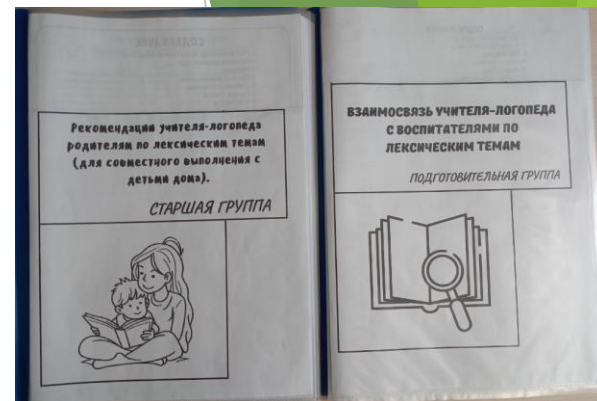 СОДЕРЖАНИЕ
Рекомендации учителя-логопеда
родителям по лексическим темам
(для совместного выполнения с
детьми дома).
СТАРШАЯ ГРУППА
ВЗАИМОСВЯЗЬ УЧИТЕЛЯ-ЛОГОПЕДА
С ВОСПИТАТЕЛЯМИ ПО
ЛЕКСИЧЕСКИМ ТЕМАМ
ПОДГОТОВИТЕЛЬНАЯ ГРУППА